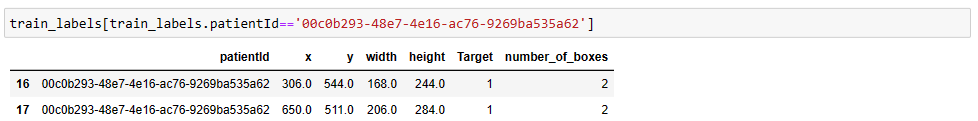 train_labels[train_labels.patientId=='00c0b293-48e7-4e16-ac76-9269ba535a62']
patientId x y width height Target number_of_boxes
16 00c0b293-48e7-4e16-ac76-9269ba535a62 306.0 544.0 168.0 244.0 1 2
17 00c0b293-48e7-4e16-ac76-9269ba535a62 650.0 511.0 206.0 284.0 1 2